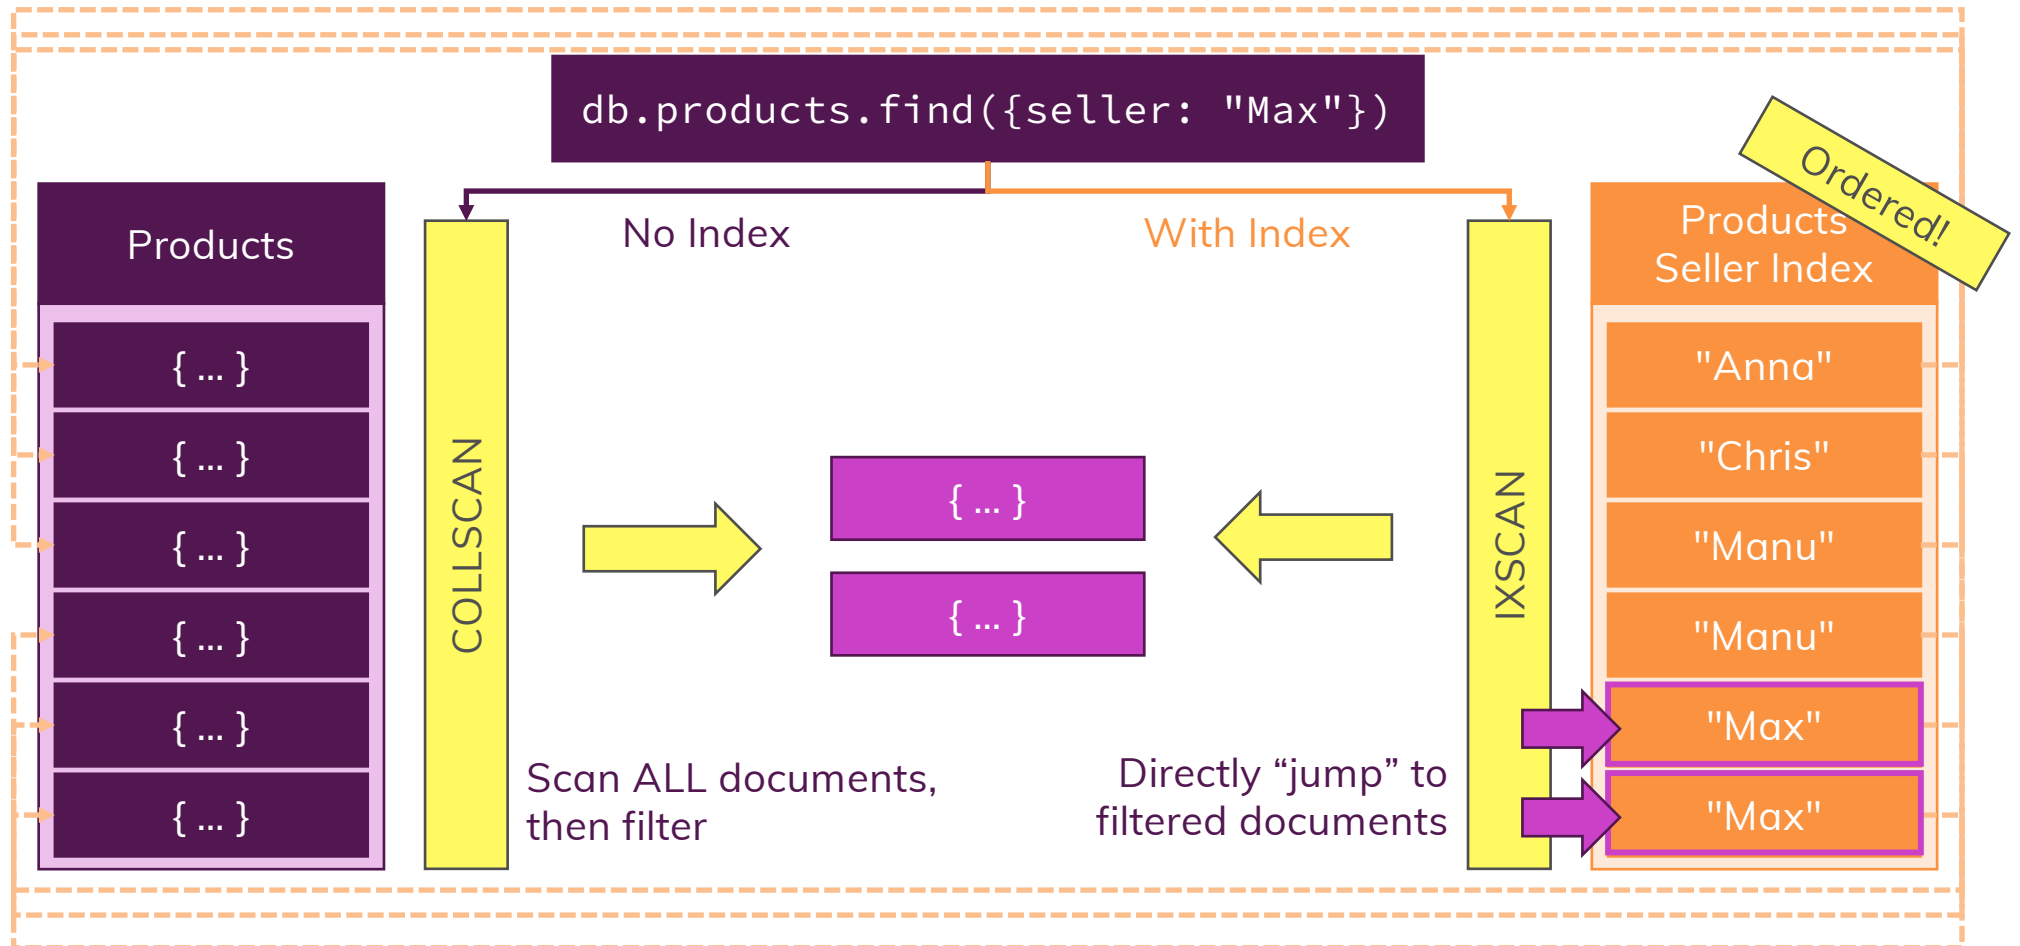 db.products.find({seller: "Max"})
Ordered!
No Index
With Index
Products
{ ... }
{ ... }
{ ... }
{ ... }
{ ... }
{ ... }
COLLSCAN
Scan ALL documents,
then filter
{ ... }
{ ... }
Directly “jump” to
filtered documents
IXSCAN
Products
Seller Index
"Anna"
"Chris"
"Manu"
"Manu"
"Max"
"Max"